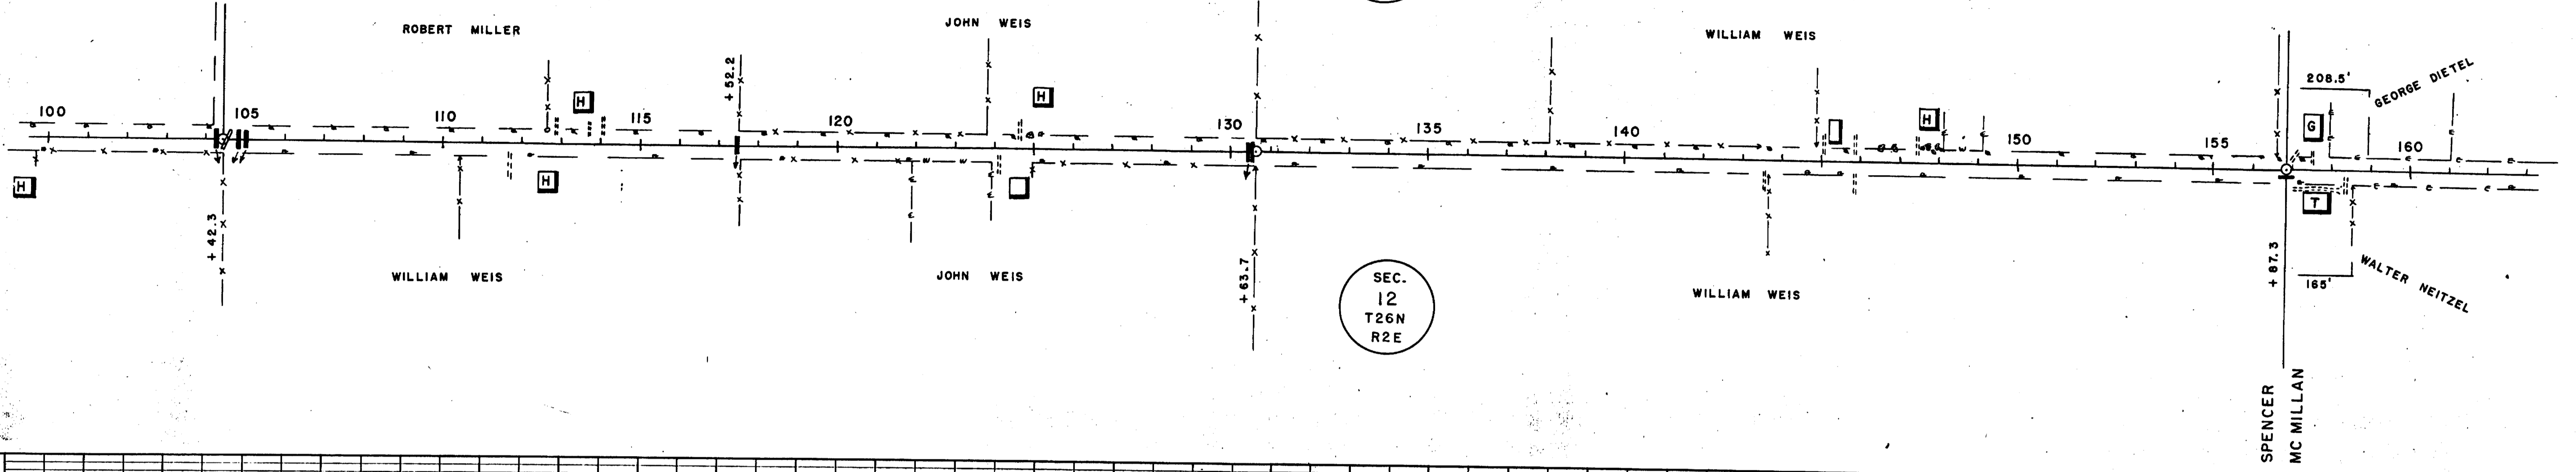 ROBERT MILLER
JOHN WEIS
WILLIAM WEIS
208.5'
GEORGE DIETEL
+ 52.2
100
105
110
115
120
130
135
140
150
155
160
H
H
H
G
H
H
T
+ 42.3
+ 63.7
+ 87.3
WILLIAM WEIS
JOHN WEIS
WILLIAM WEIS
165'
WALTER NEITZEL
SEC.
12
T26N
R2E
SPENCER
MC MILLAN